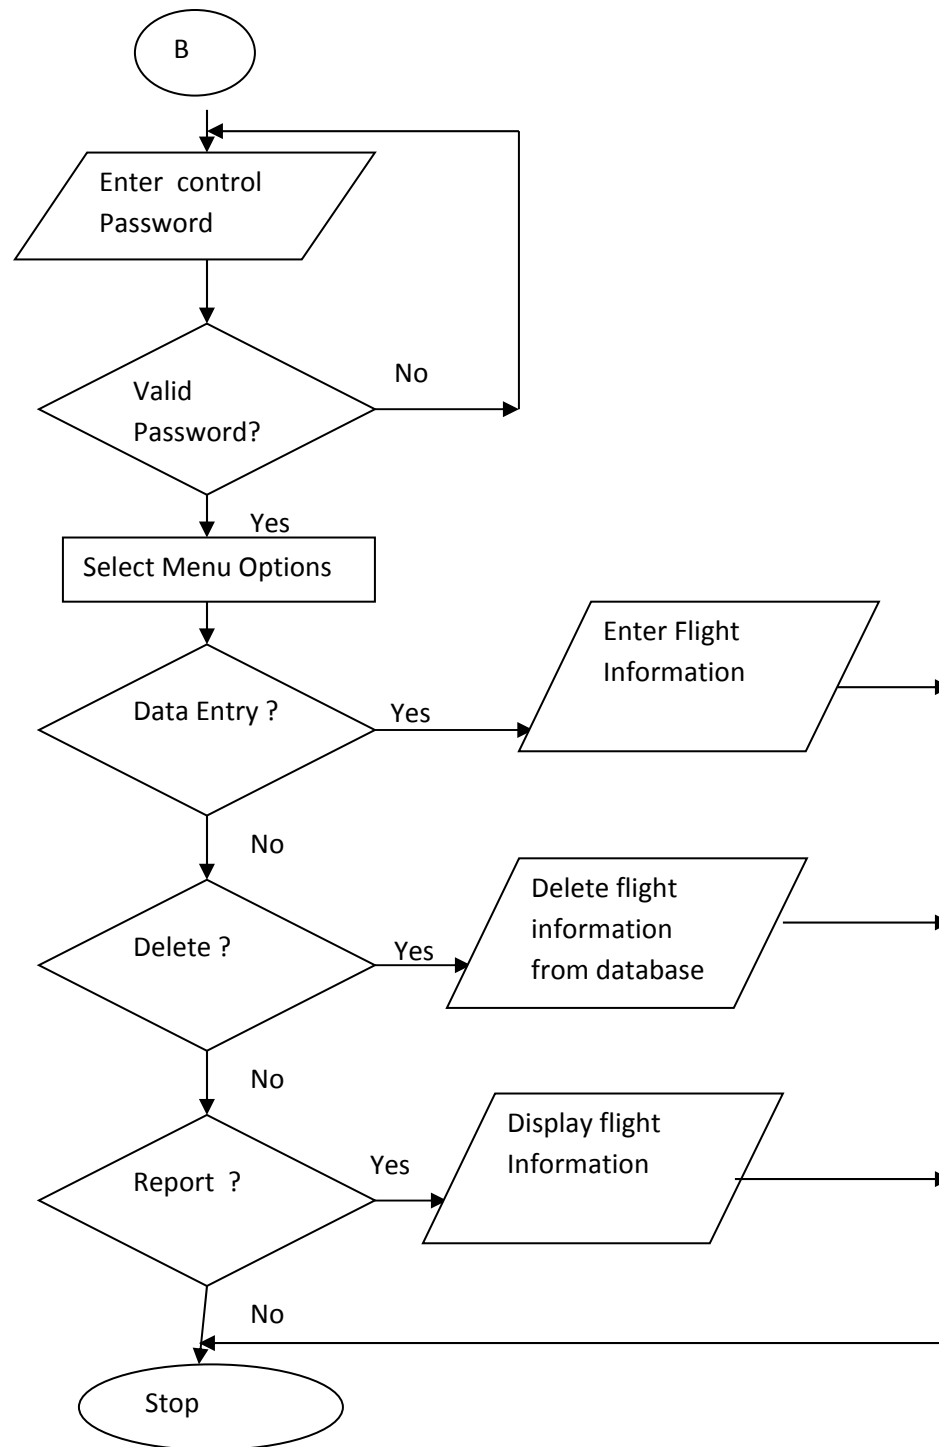 B
Enter control
Password
No
Valid
Password?
Yes
Select Menu Options
Enter Flight
Information
Data Entry ?
Yes
No
Delete flight
information
from database
Delete ?
Yes
No
Display flight
Information
Report ?
Yes
No
Stop